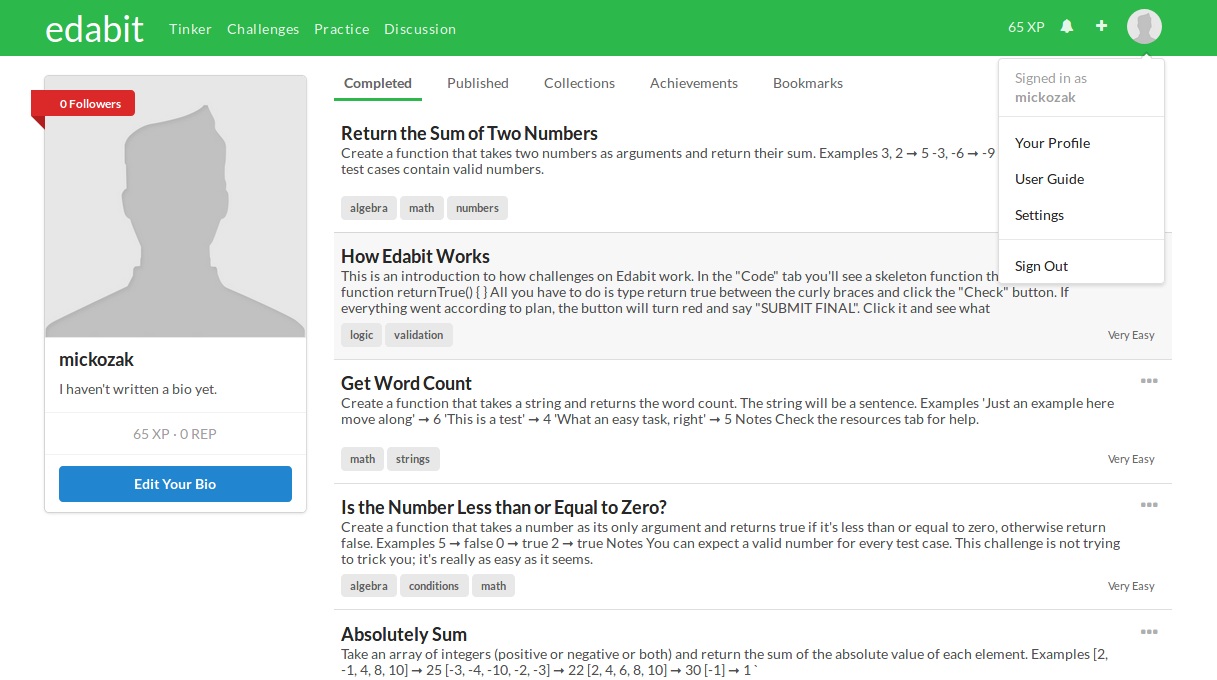 edabit
Tinker Challenges Practice Discussion
65 XP
Signed in as
mickozak
Your Profile
User Guide
Settings
Sign Out
0 Followers
mickozak
I haven't written a bio yet.
65 XP · 0 REP
Edit Your Bio
Completed Published Collections Achievements Bookmarks
Return the Sum of Two Numbers
Create a function that takes two numbers as arguments and return their sum. Examples 3, 2 ➞ 5 -3, -6 ➞ -9
test cases contain valid numbers.
algebra math numbers
How Edabit Works
This is an introduction to how challenges on Edabit work. In the "Code" tab you'll see a skeleton function
function returnTrue() { } All you have to do is type return true between the curly braces and click the "Check" button. If
everything went according to plan, the button will turn red and say "SUBMIT FINAL". Click it and see what
logic validation
Very Easy
Get Word Count
Create a function that takes a string and returns the word count. The string will be a sentence. Examples 'Just an example here
move along' ➞ 6 'This is a test' ➞ 4 'What an easy task, right' ➞ 5 Notes Check the resources tab for help.
math strings
Very Easy
Is the Number Less than or Equal to Zero?
Create a function that takes a number as its only argument and returns true if it's less than or equal to zero, otherwise return
false. Examples 5 ➞ false 0 ➞ true 2 ➞ true Notes You can expect a valid number for every test case. This challenge is not trying
to trick you; it's really as easy as it seems.
algebra conditions math
Very Easy
Absolutely Sum
Take an array of integers (positive or negative or both) and return the sum of the absolute value of each element. Examples [2,
-1, 4, 8, 10] ➞ 25 [-3, -4, -10, -2, -3] ➞ 22 [2, 4, 6, 8, 10] ➞ 30 [-1] ➞ 1 `